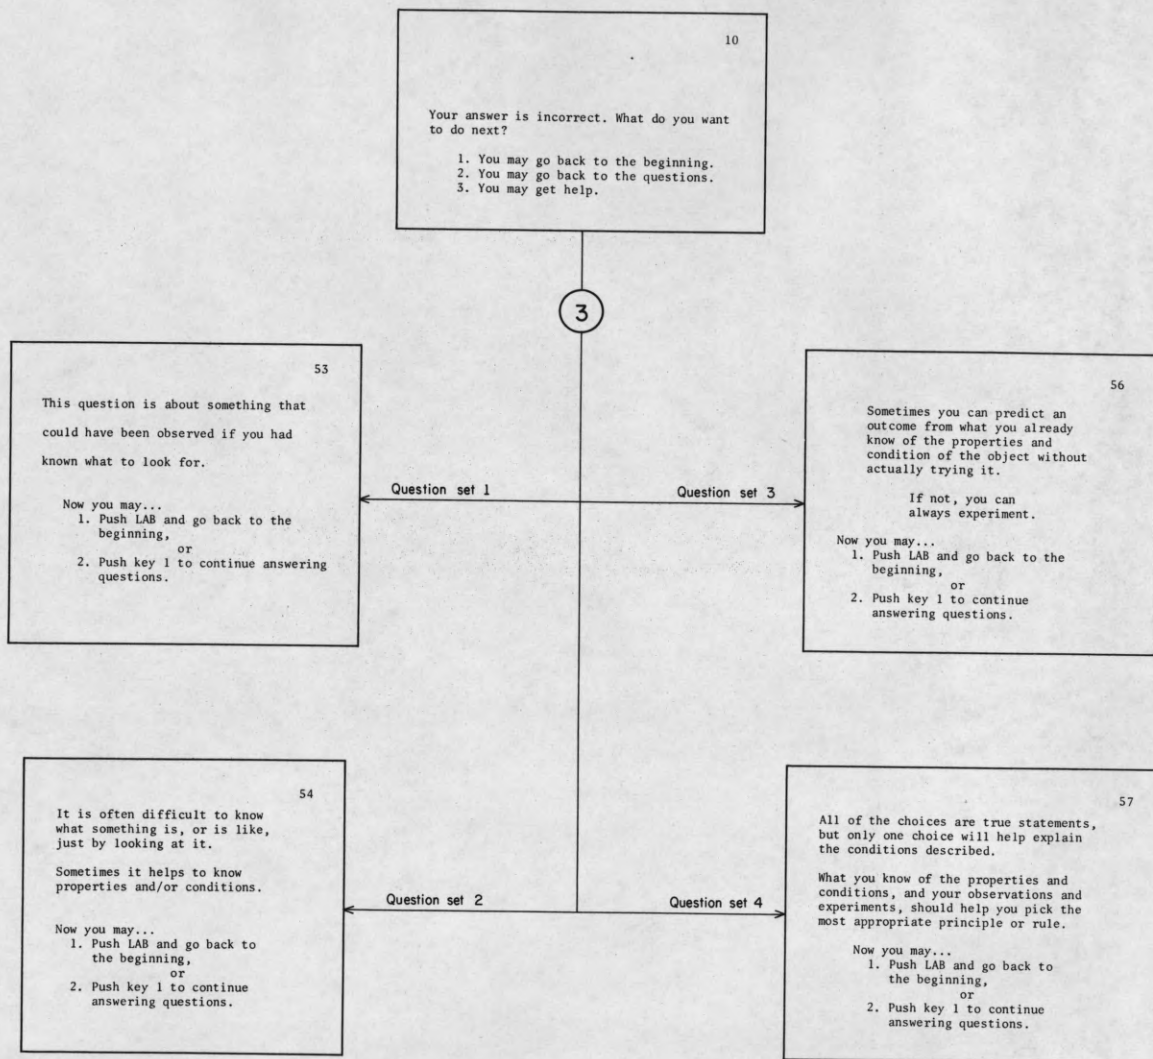 10
Your answer is incorrect. What do you want
to do next?
1. You may go back to the beginning.
2. You may go back to the questions.
3. You may get help.
3
53
This question is about something that
could have been observed if you had
known what to look for.
Now you may...
1. Push LAB and go back to the
beginning,
or
2. Push key 1 to continue answering
questions.
Question set 1
Question set 3
56
Sometimes you can predict an
outcome from what you already
know of the properties and
condition of the object without
actually trying it.
If not, you can
always experiment.
Now you may...
1. Push LAB and go back to the
beginning,
or
2. Push key 1 to continue
answering questions.
54
It is often difficult to know
what something is, or is like,
just by looking at it.
Sometimes it helps to know
properties and/or conditions.
Now you may...
1. Push LAB and go back to
the beginning,
or
2. Push key 1 to continue
answering questions.
Question set 2
Question set 4
57
All of the choices are true statements,
but only one choice will help explain
the conditions described.
What you know of the properties and
conditions, and your observations and
experiments, should help you pick the
most appropriate principle or rule.
Now you may...
1. Push LAB and go back to
the beginning,
or
2. Push key 1 to continue
answering questions.